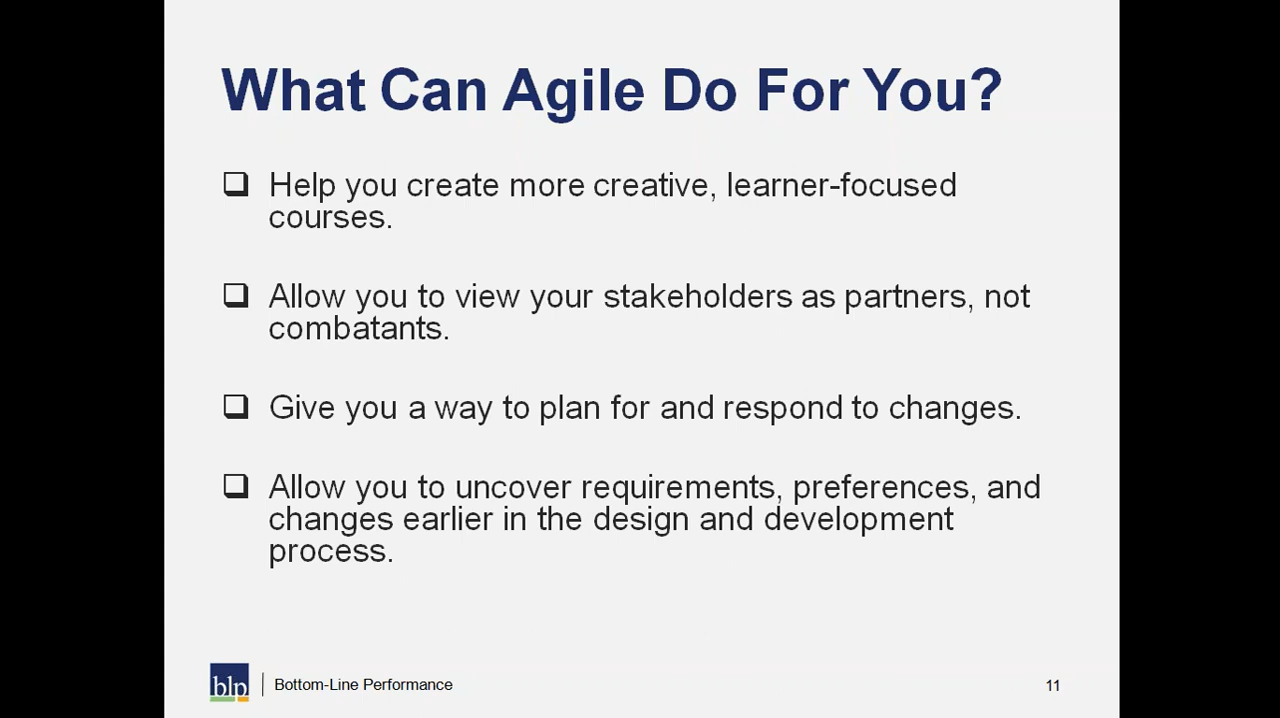 What Can Agile Do For You?
Help you create more creative, learner-focused
courses.
Allow you to view your stakeholders as partners, not
combatants.
Give you a way to plan for and respond to changes.
Allow you to uncover requirements, preferences, and
changes earlier in the design and development
process.
blp Bottom-Line Performance 11